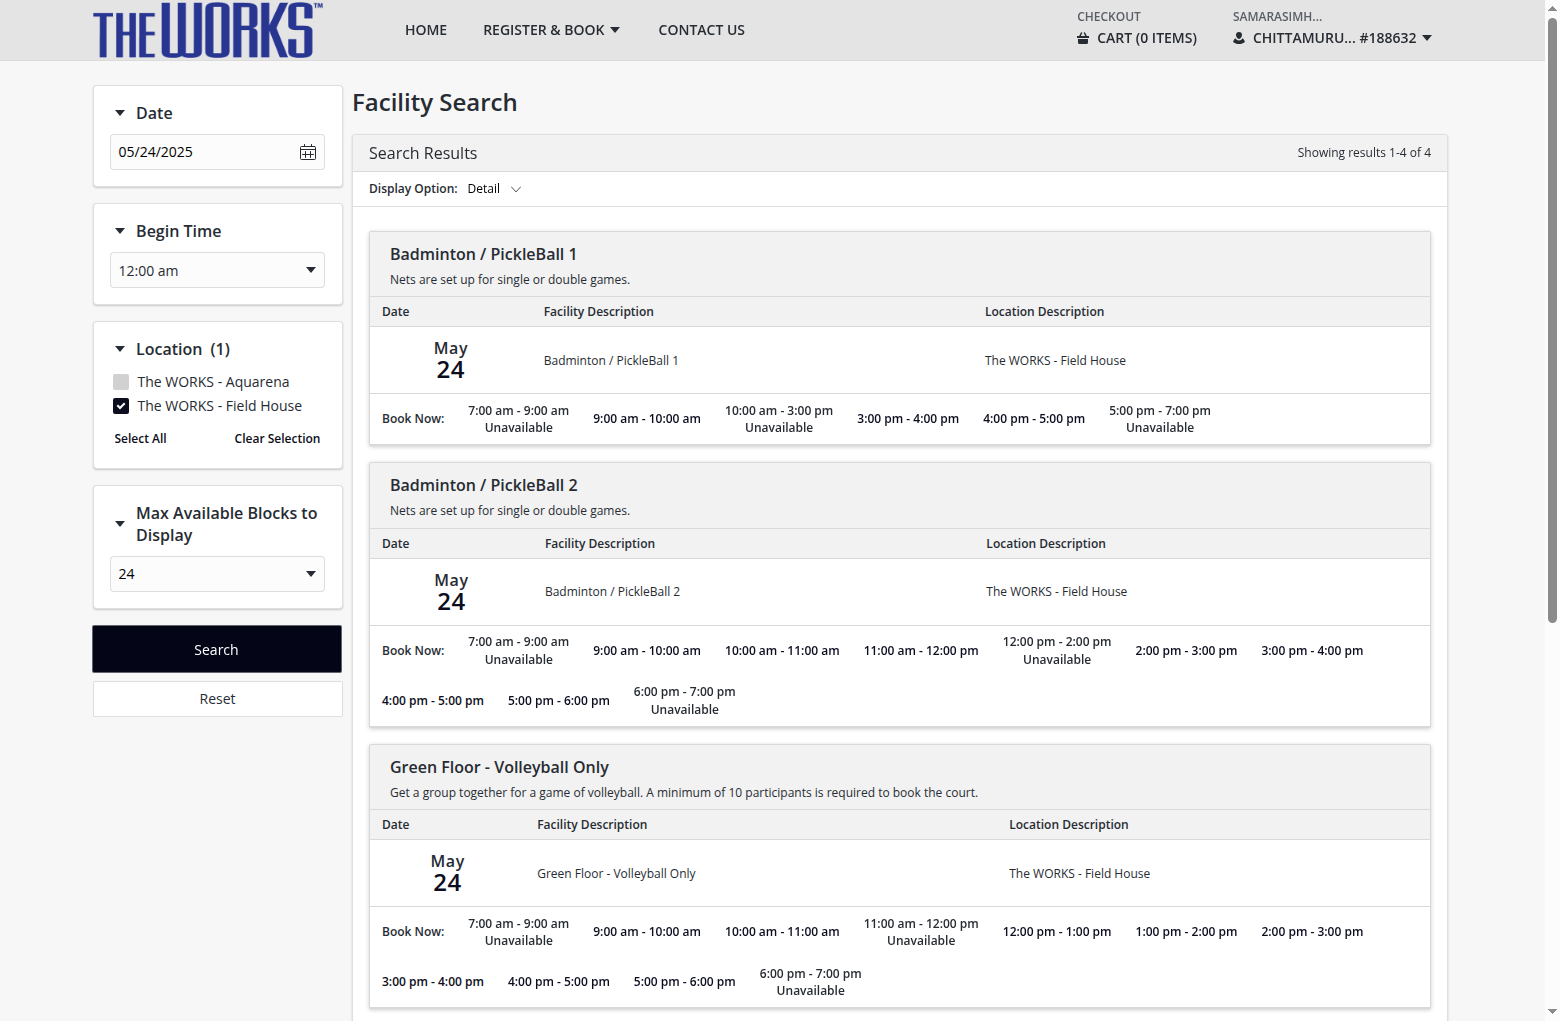 THE WORKS™
HOME
REGISTER & BOOK
CONTACT US
CHECKOUT
CART (0 ITEMS)
SAMARASIMH...
CHITTAMURU... #188632
Date
05/24/2025
Begin Time
12:00 am
Location (1)
The WORKS - Aquarena
The WORKS - Field House
Select All
Clear Selection
Max Available Blocks to
Display
24
Search
Reset
Facility Search
Search Results
Showing results 1-4 of 4
Display Option: Detail
Badminton / PickleBall 1
Nets are set up for single or double games.
Date Facility Description Location Description
May
24
Badminton / PickleBall 1
The WORKS - Field House
Book Now:
7:00 am - 9:00 am
Unavailable
9:00 am - 10:00 am
10:00 am - 3:00 pm
Unavailable
3:00 pm - 4:00 pm
4:00 pm - 5:00 pm
5:00 pm - 7:00 pm
Unavailable
Badminton / PickleBall 2
Nets are set up for single or double games.
Date Facility Description Location Description
May
24
Badminton / PickleBall 2
The WORKS - Field House
Book Now:
7:00 am - 9:00 am
Unavailable
9:00 am - 10:00 am
10:00 am - 11:00 am
11:00 am - 12:00 pm
12:00 pm - 2:00 pm
Unavailable
2:00 pm - 3:00 pm
3:00 pm - 4:00 pm
4:00 pm - 5:00 pm
5:00 pm - 6:00 pm
6:00 pm - 7:00 pm
Unavailable
Green Floor - Volleyball Only
Get a group together for a game of volleyball. A minimum of 10 participants is required to book the court.
Date Facility Description Location Description
May
24
Green Floor - Volleyball Only
The WORKS - Field House
Book Now:
7:00 am - 9:00 am
Unavailable
9:00 am - 10:00 am
10:00 am - 11:00 am
11:00 am - 12:00 pm
Unavailable
12:00 pm - 1:00 pm
1:00 pm - 2:00 pm
2:00 pm - 3:00 pm
3:00 pm - 4:00 pm
4:00 pm - 5:00 pm
5:00 pm - 6:00 pm
6:00 pm - 7:00 pm
Unavailable